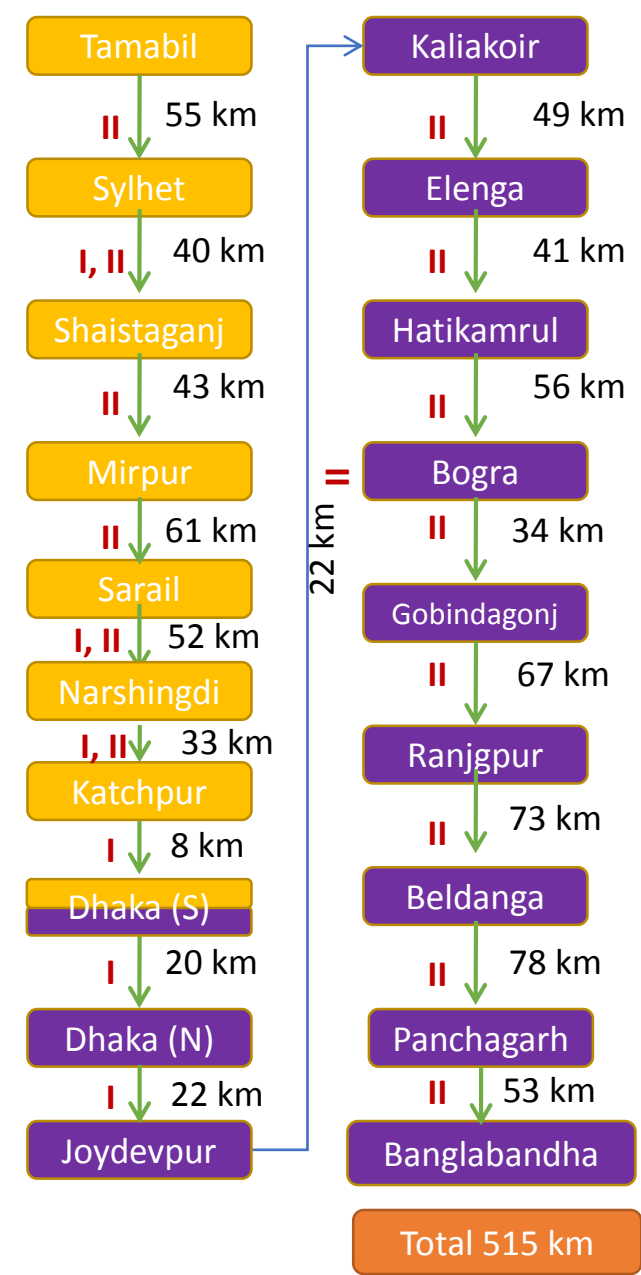 Tamabil
II
55 km
Sylhet
I, II
40 km
Shaistaganj
II
43 km
Mirpur
II
61 km
Sarail
I, II
52 km
Narshingdi
I, II
33 km
Katchpur
I
8 km
Dhaka (S)
I
20 km
Dhaka (N)
I
22 km
Joydevpur
II
22 km
Kaliakoir
II
49 km
Elenga
II
41 km
Hatikamrul
II
56 km
Bogra
II
34 km
Gobindagonj
II
67 km
Ranjgpur
II
73 km
Beldanga
II
78 km
Panchagarh
II
53 km
Banglabandha
Total 515 km